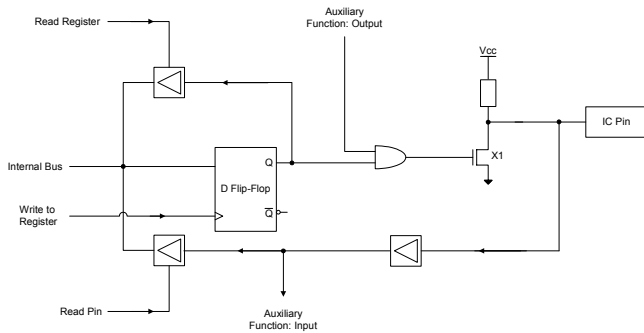 Read Register
Auxiliary
Function: Output
Vcc
IC Pin
X1
Internal Bus
Q
D Flip-Flop
Write to
Register
Q
Read Pin
Auxiliary
Function: Input